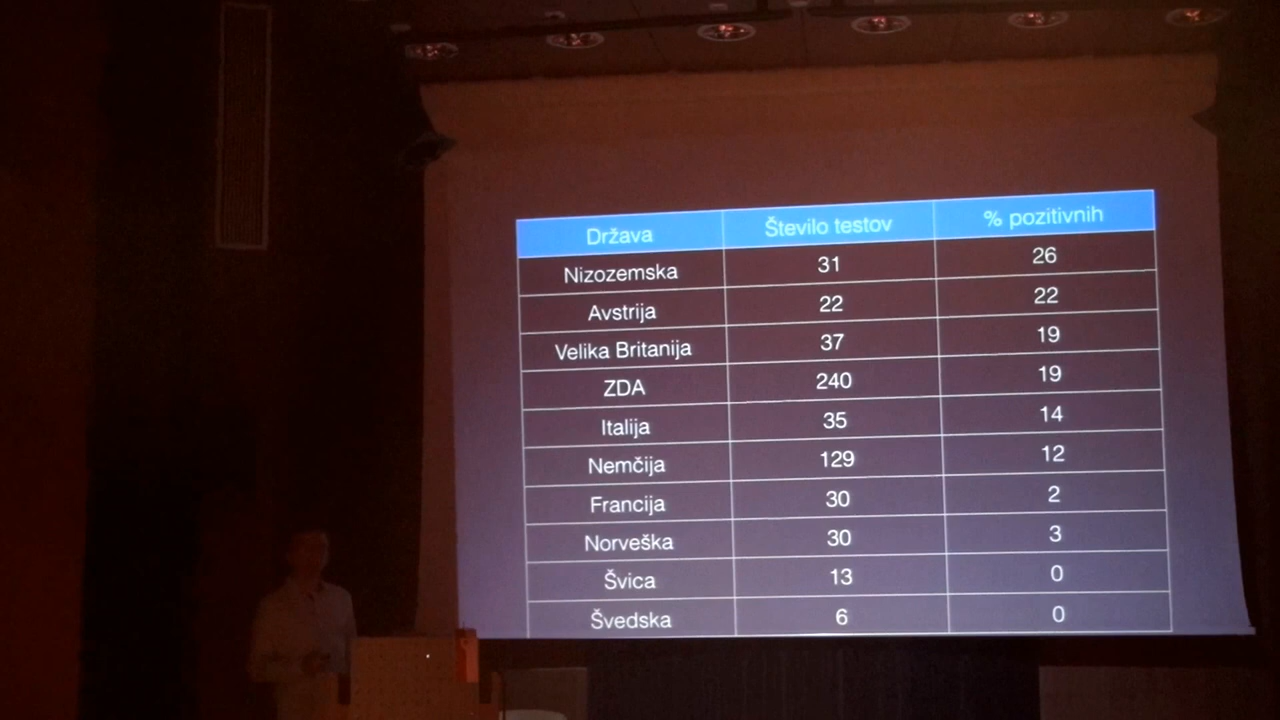 Država Število testov % pozitivnih
Nizozemska 31 26
Avstrija 22 22
Velika Britanija 37 19
ZDA 240 19
Italija 35 14
Nemčija 129 12
Francija 30 2
Norveška 30 3
Švica 13 0
Švedska 6 0